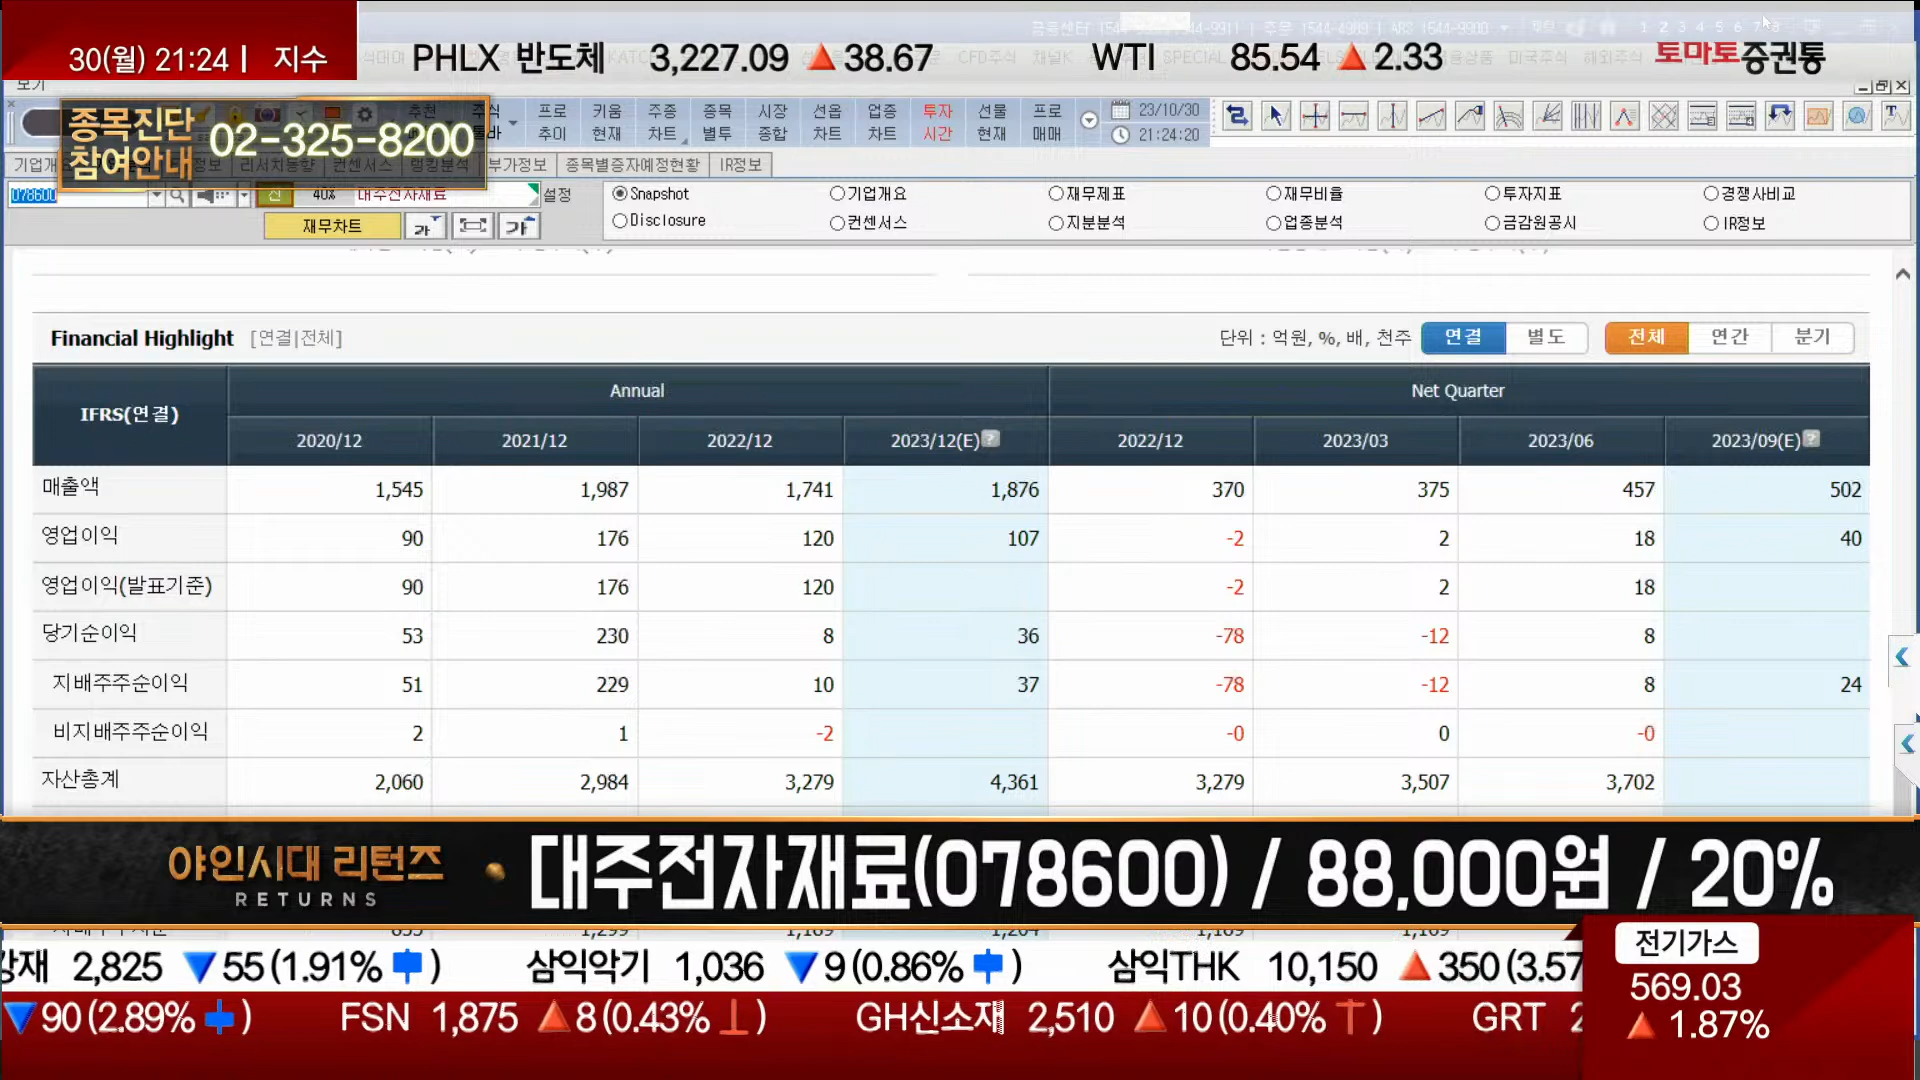 30(월) 21:24 | 지수 PHLX 반도체 3,227.09 ▲38.67 WTI 85.54 ▲2.33 토마토증권통
보기
종목진단 참여안내 02-325-8200
프로 추이 키움 현재 주종 차트 종목 별투 시장 종합 선옵 차트 업종 차트 투자 시간 선물 현재 프로 매매 23/10/30 21:24:20
부가정보 종목별증자예정현황 IR정보
078600 신 40% 대주전자재료 설정 Snapshot 기업개요 재무제표 재무비율 투자지표 경쟁사비교
재무차트 Disclosure 컨센서스 지분분석 업종분석 금감원공시 IR정보
Financial Highlight [연결|전체] 단위 : 억원, %, 배, 천주 연결 별도 전체 연간 분기
IFRS(연결) Annual Net Quarter
2020/12 2021/12 2022/12 2023/12(E) 2022/12 2023/03 2023/06 2023/09(E)
매출액 1,545 1,987 1,741 1,876 370 375 457 502
영업이익 90 176 120 107 -2 2 18 40
영업이익(발표기준) 90 176 120 -2 2 18
당기순이익 53 230 8 36 -78 -12 8
지배주주순이익 51 229 10 37 -78 -12 8 24
비지배주주순이익 2 1 -2 -0 0 -0
자산총계 2,060 2,984 3,279 4,361 3,279 3,507 3,702
야인시대 리턴즈 RETURNS 대주전자재료(078600) / 88,000원 / 20%
2,825 ▼55(1.91%) 삼익악기 1,036 ▼9(0.86%) 삼익THK 10,150 ▲350(3.57
▼90(2.89%) FSN 1,875 ▲8(0.43%) GH신소재 2,510 ▲10(0.40%) GRT
전기가스
569.03
▲1.87%